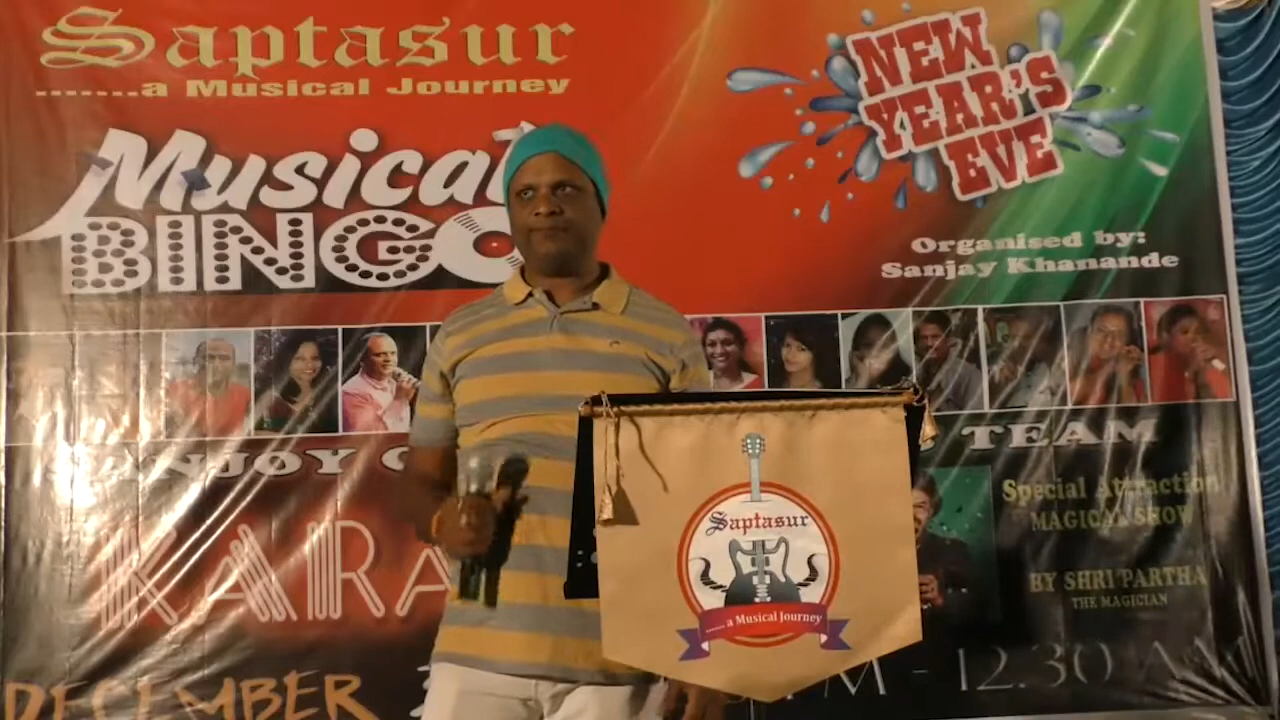 Saptasur
.......a Musical Journey
NEW
YEAR'S
EVE
Musical
BINGO
Organised by:
Sanjay Khanande
TEAM
Special Attraction
MAGICAL SHOW
BY SHRI PARTHA
THE MAGICIAN
Saptasur
....... a Musical Journey
DECEMBER
- 12.30 AM